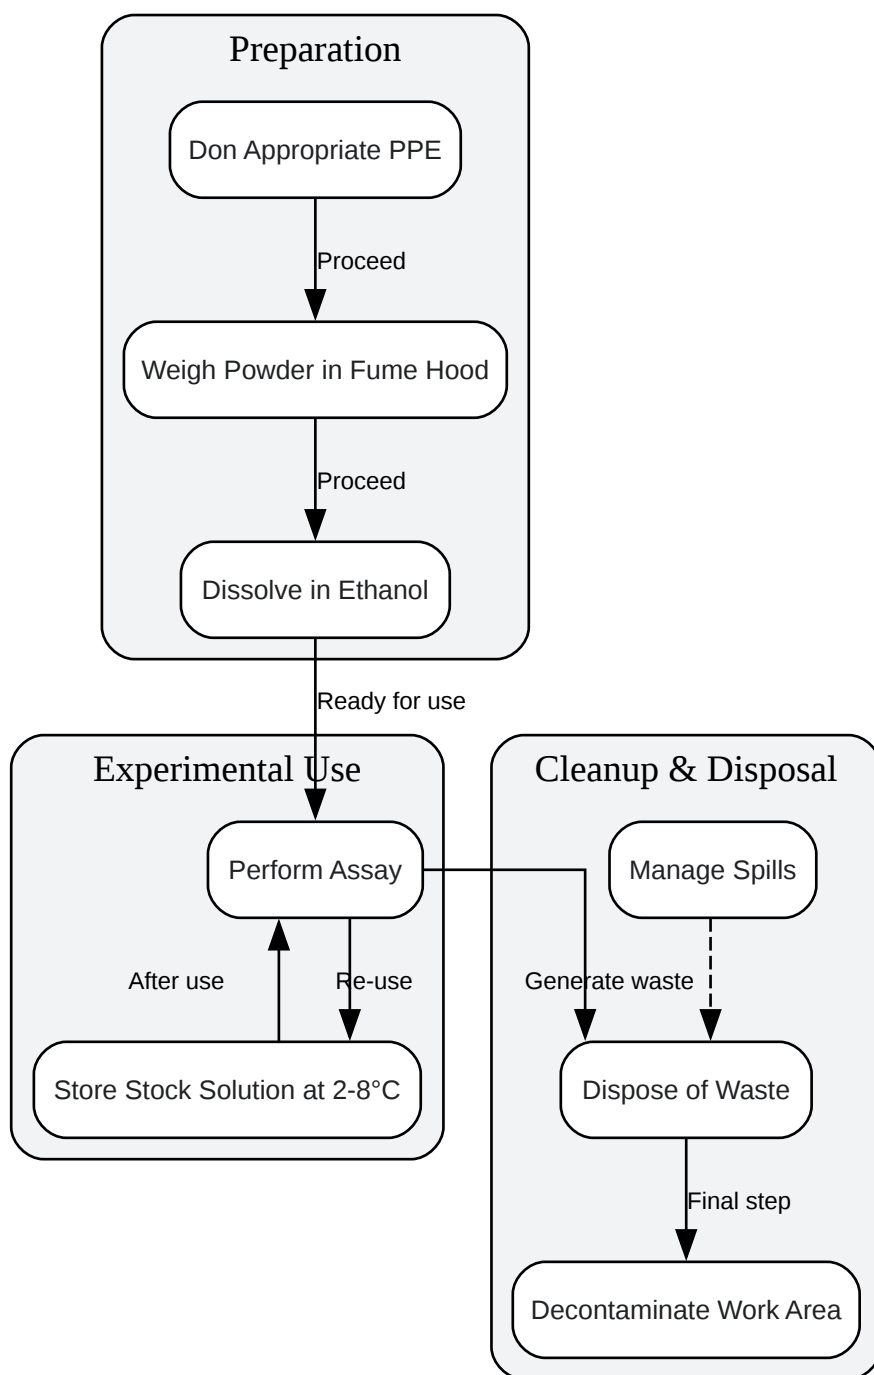 Preparation
Don Appropriate PPE
Proceed
Weigh Powder in Fume Hood
Proceed
Dissolve in Ethanol
Ready for use
Experimental Use
Cleanup & Disposal
Perform Assay
Manage Spills
After use
Re-use
Generate waste
Store Stock Solution at 2-8°C
Dispose of Waste
Final step
Decontaminate Work Area